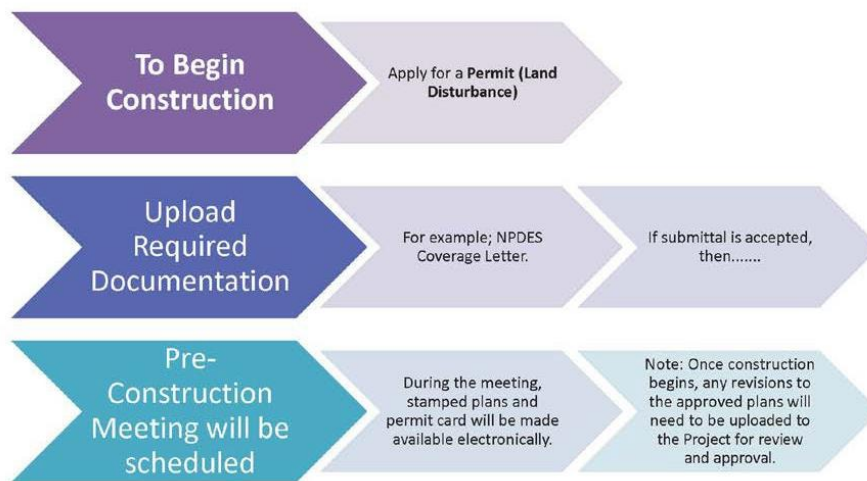 To Begin
Construction
Apply for a Permit (Land
Disturbance)
Upload
Required
Documentation
For example; NPDES
Coverage Letter.
If submittal is accepted,
then.......
Pre-
Construction
Meeting will be
scheduled
During the meeting,
stamped plans and
permit card will be made
available electronically.
Note: Once construction
begins, any revisions to
the approved plans will
need to be uploaded to
the Project for review
and approval.